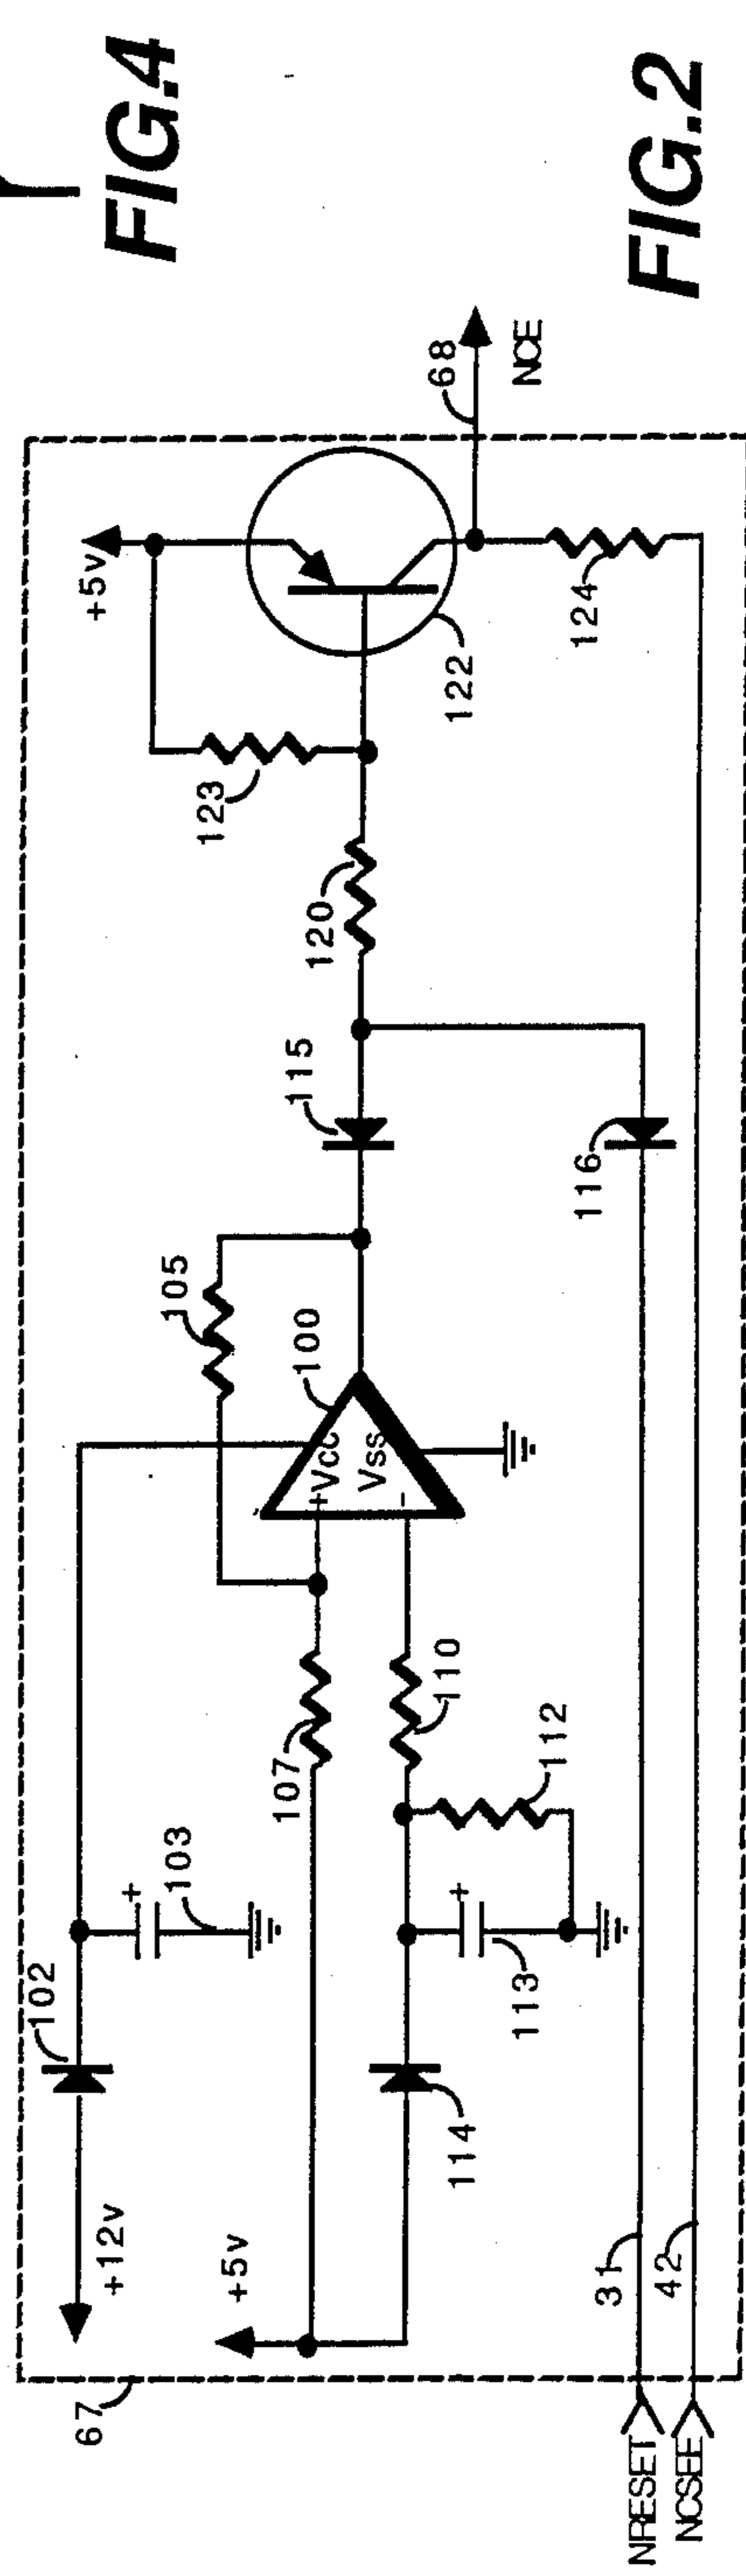 FIG.4
FIG.2
67
+12v
102
103
+
+5v
107
105
100
+Vcc
Vss
-
114
113
+
112
110
115
116
120
123
+5v
122
124
68
NCE
31
42
NRESET
NCSEE